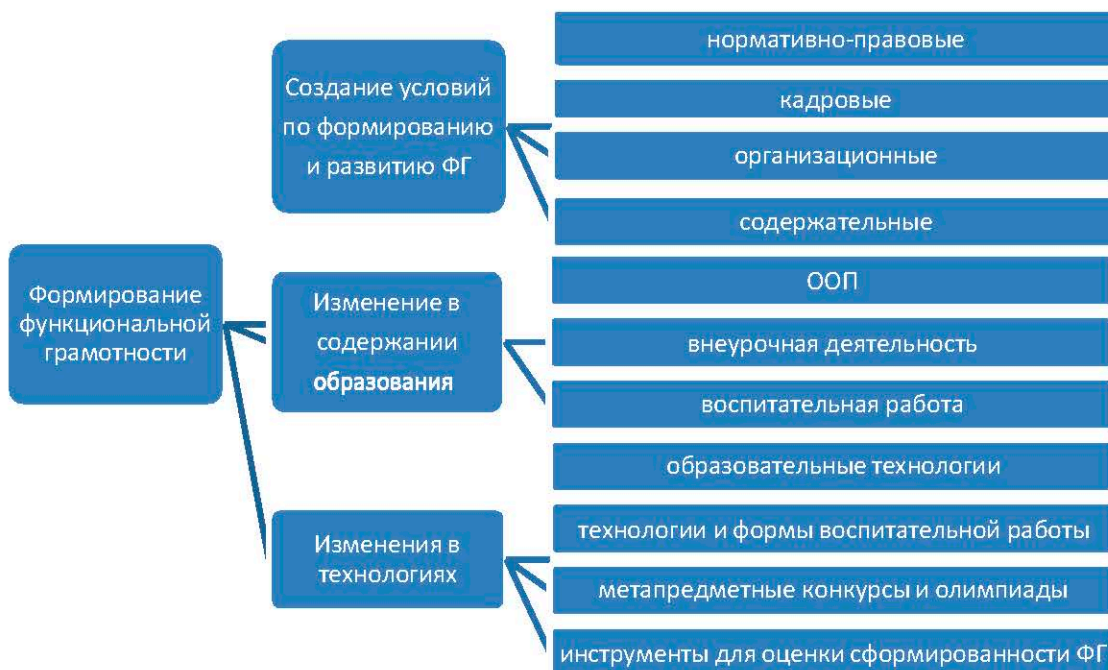 Формирование
функциональной
грамотности
Создание условий
по формированию
и развитию ФГ
нормативно-правовые
кадровые
организационные
содержательные
Изменение в
содержании
образования
ООП
внеурочная деятельность
воспитательная работа
Изменения в
технологиях
образовательные технологии
технологии и формы воспитательной работы
метапредметные конкурсы и олимпиады
инструменты для оценки сформированности ФГ